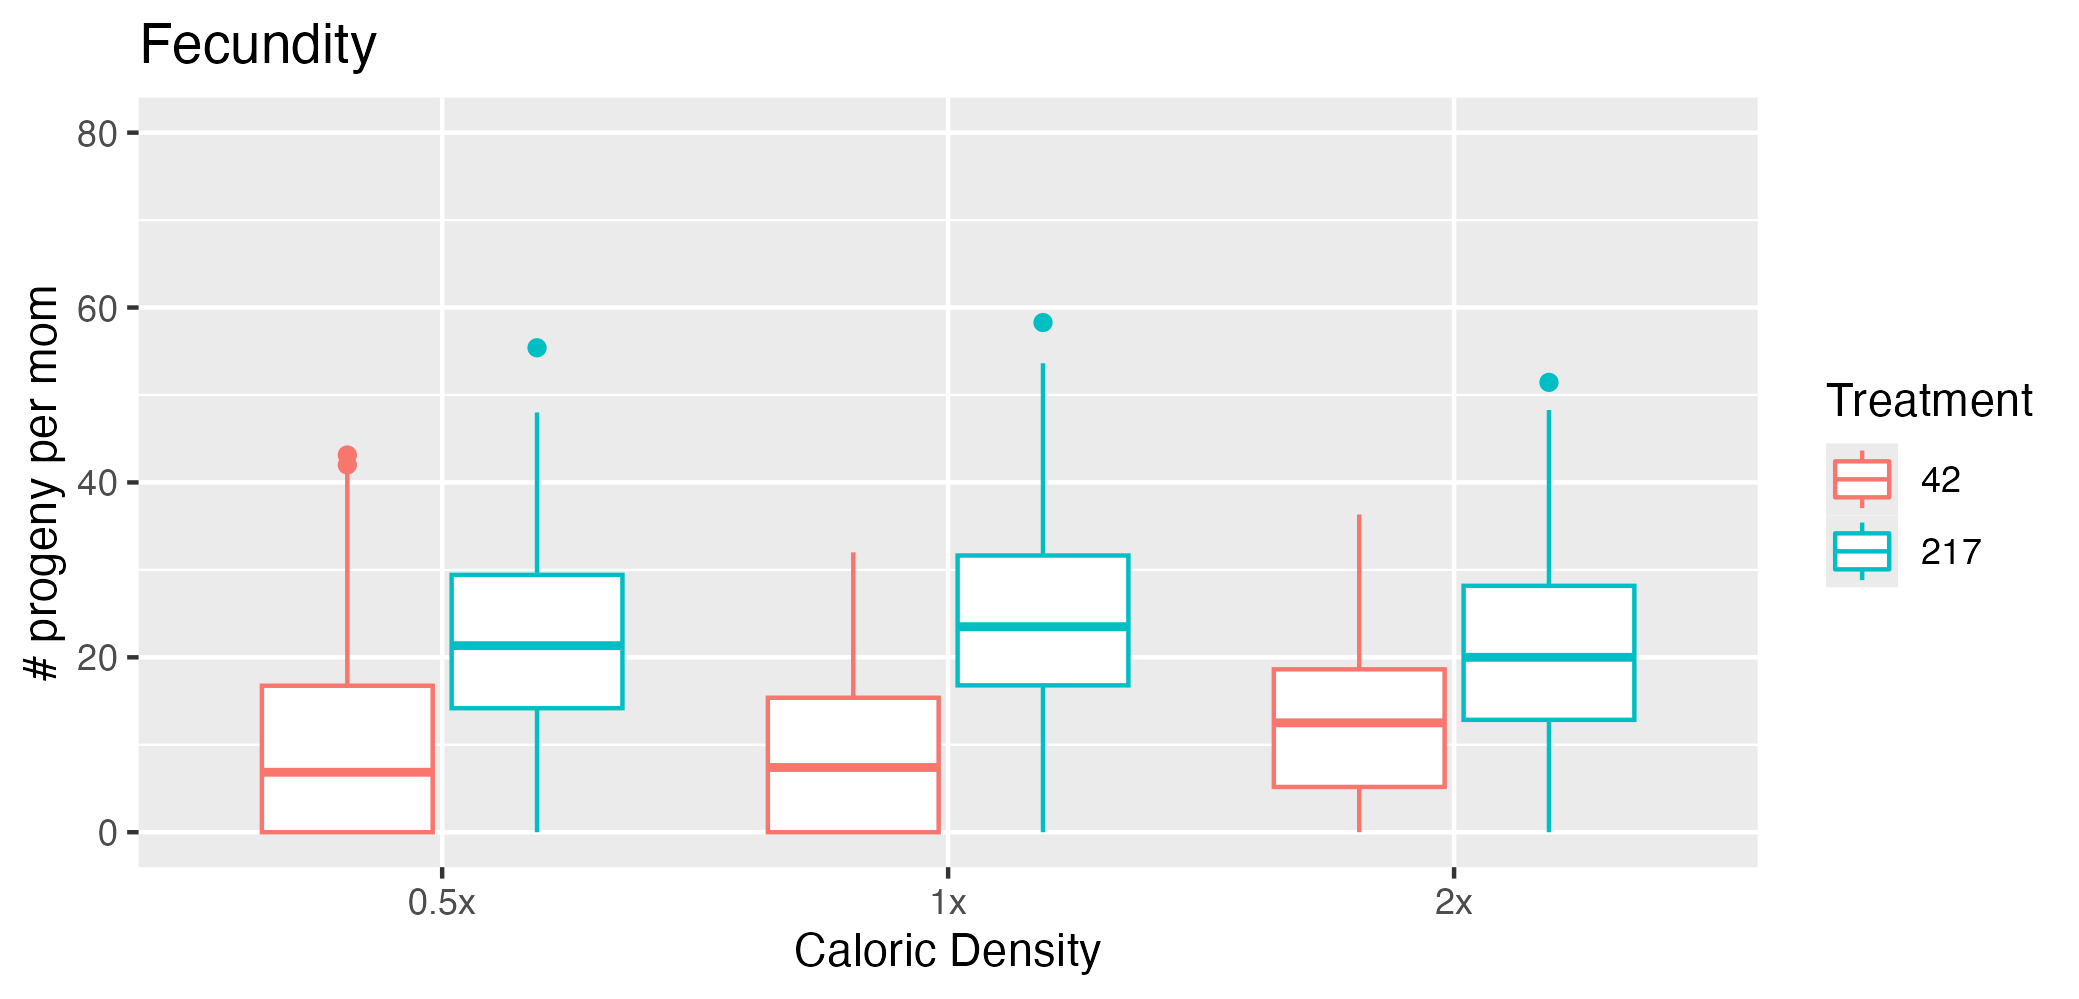 Fecundity
# progeny per mom
80
60
40
20
0
0.5x 1x 2x
Caloric Density
Treatment
42
217